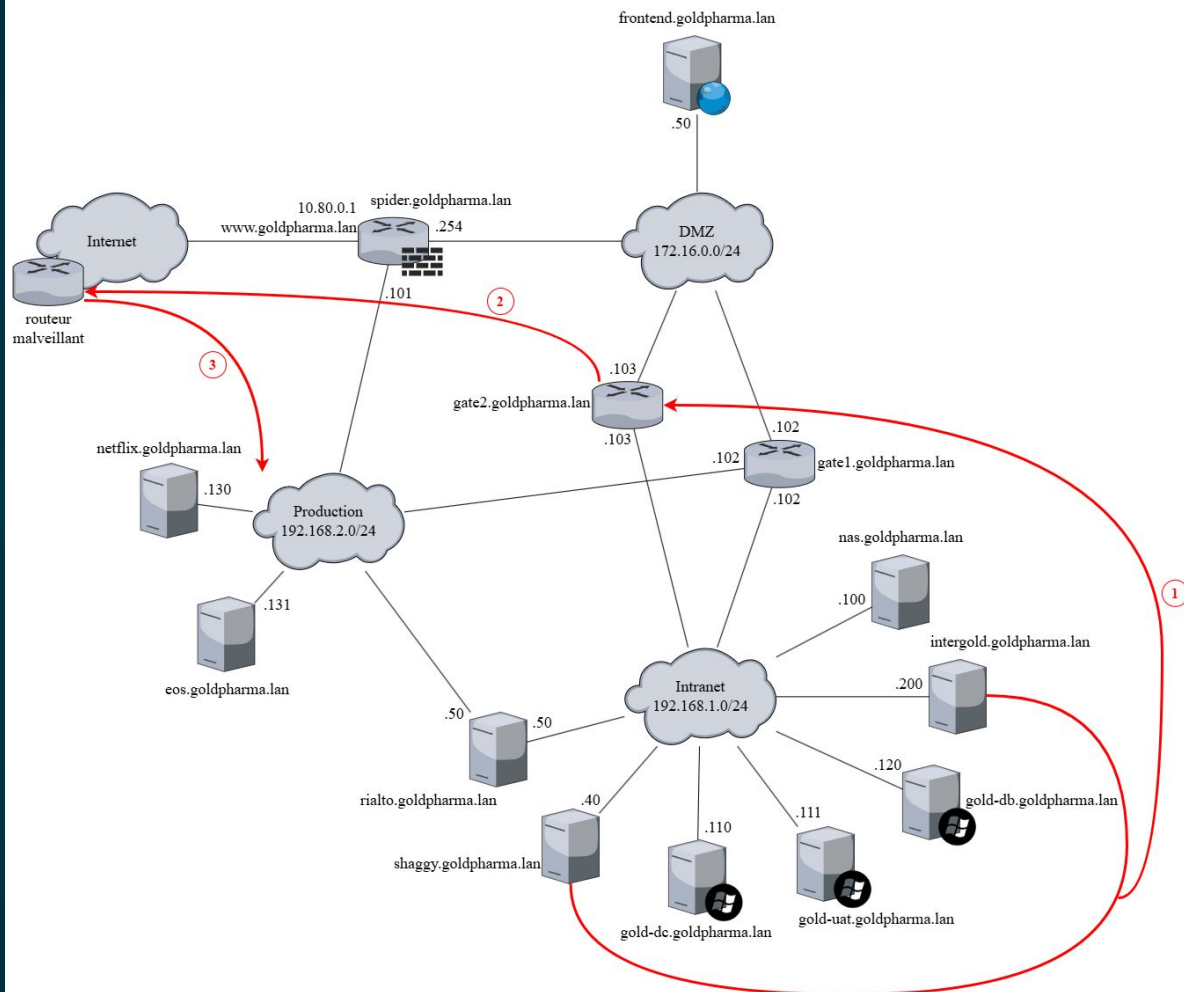 frontend.goldpharma.lan
.50
10.80.0.1
spider.goldpharma.lan
www.goldpharma.lan
.254
Internet
DMZ
172.16.0.0/24
.101
2
routeur
malveillant
3
.103
gate2.goldpharma.lan
.103
.102
.102
gate1.goldpharma.lan
.102
netflix.goldpharma.lan
.130
Production
192.168.2.0/24
nas.goldpharma.lan
.100
1
.131
eos.goldpharma.lan
intergold.goldpharma.lan
.200
Intranet
192.168.1.0/24
.50
.50
rialto.goldpharma.lan
.120
gold-db.goldpharma.lan
.40
.110
.111
shaggy.goldpharma.lan
gold-uat.goldpharma.lan
gold-dc.goldpharma.lan